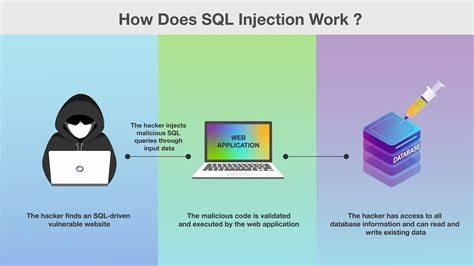 How Does SQL Injection Work ?
The hacker injects
malicious SQL
queries through
input data
WEB
APPLICATION
DATABASE
The hacker finds an SQL-driven
vulnerable website
The malicious code is validated
and executed by the web application
The hacker has access to all
database information and can read and
write existing data